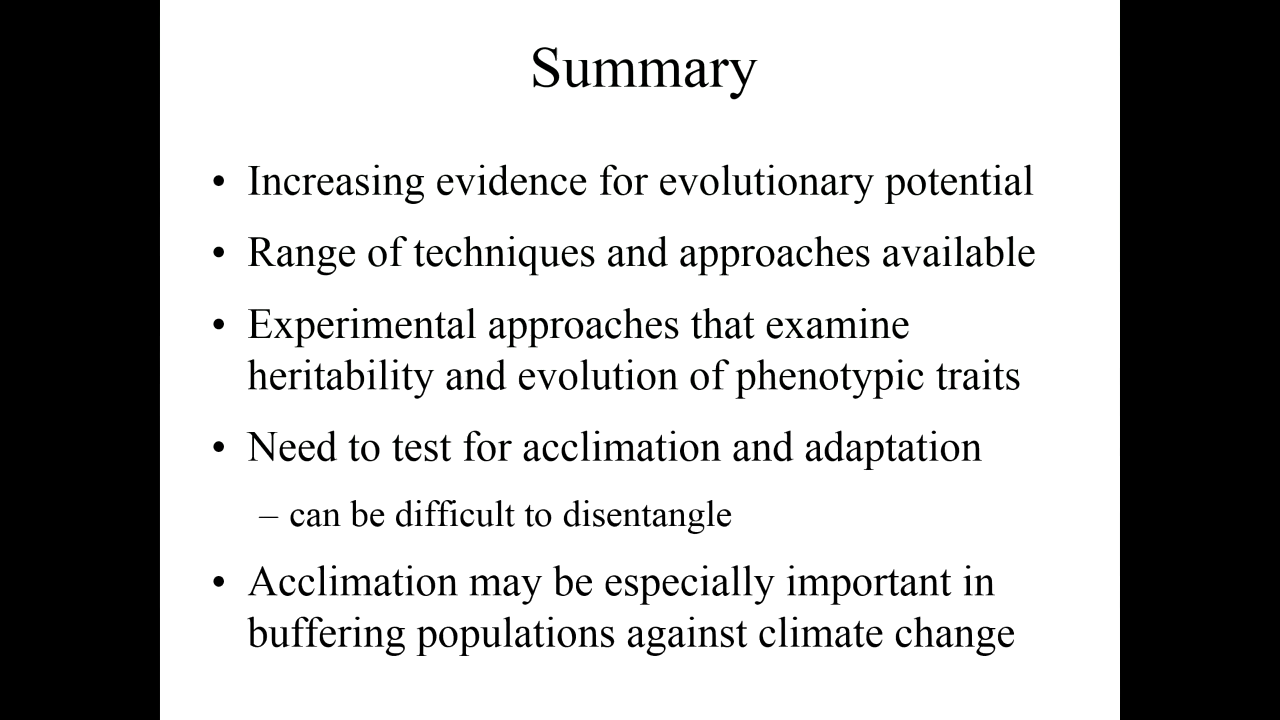 Summary
• Increasing evidence for evolutionary potential
• Range of techniques and approaches available
• Experimental approaches that examine
heritability and evolution of phenotypic traits
• Need to test for acclimation and adaptation
– can be difficult to disentangle
• Acclimation may be especially important in
buffering populations against climate change